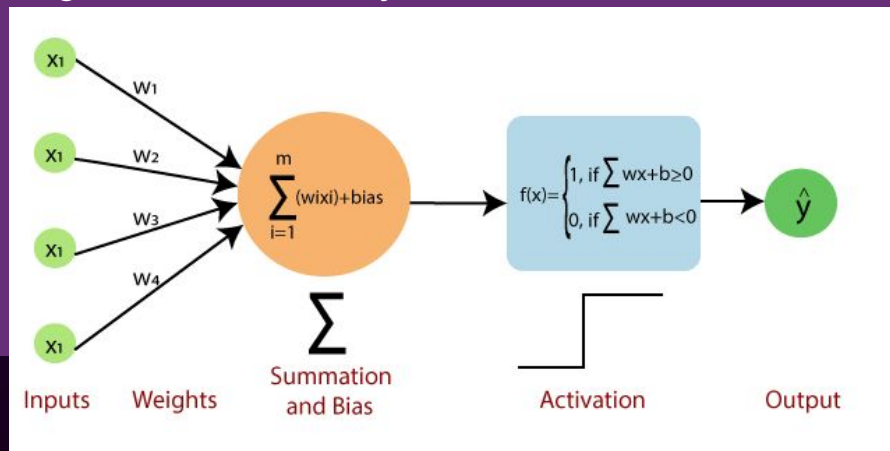 x1
x1
x1
x1
w1
w2
w3
w4
m
∑(wixi)+bias
i=1
f(x)={1, if ∑ wx+b≥0
0, if ∑ wx+b<0
ŷ
∑
Inputs
Weights
Summation
and Bias
Activation
Output